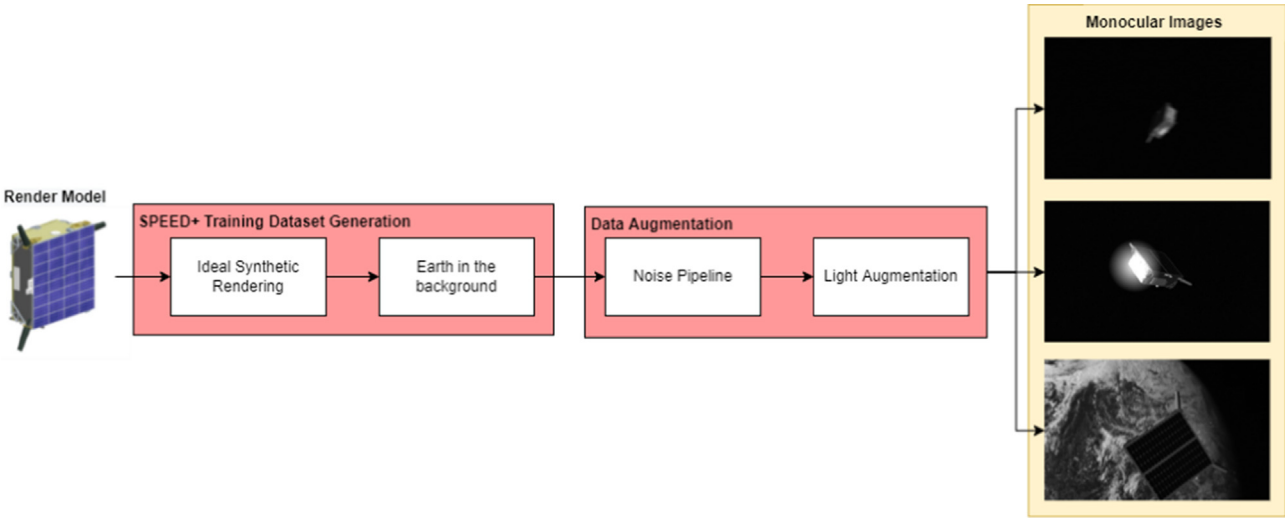 Render Model
SPEED+ Training Dataset Generation
Ideal Synthetic
Rendering
Earth in the
background
Data Augmentation
Noise Pipeline
Light Augmentation
Monocular Images